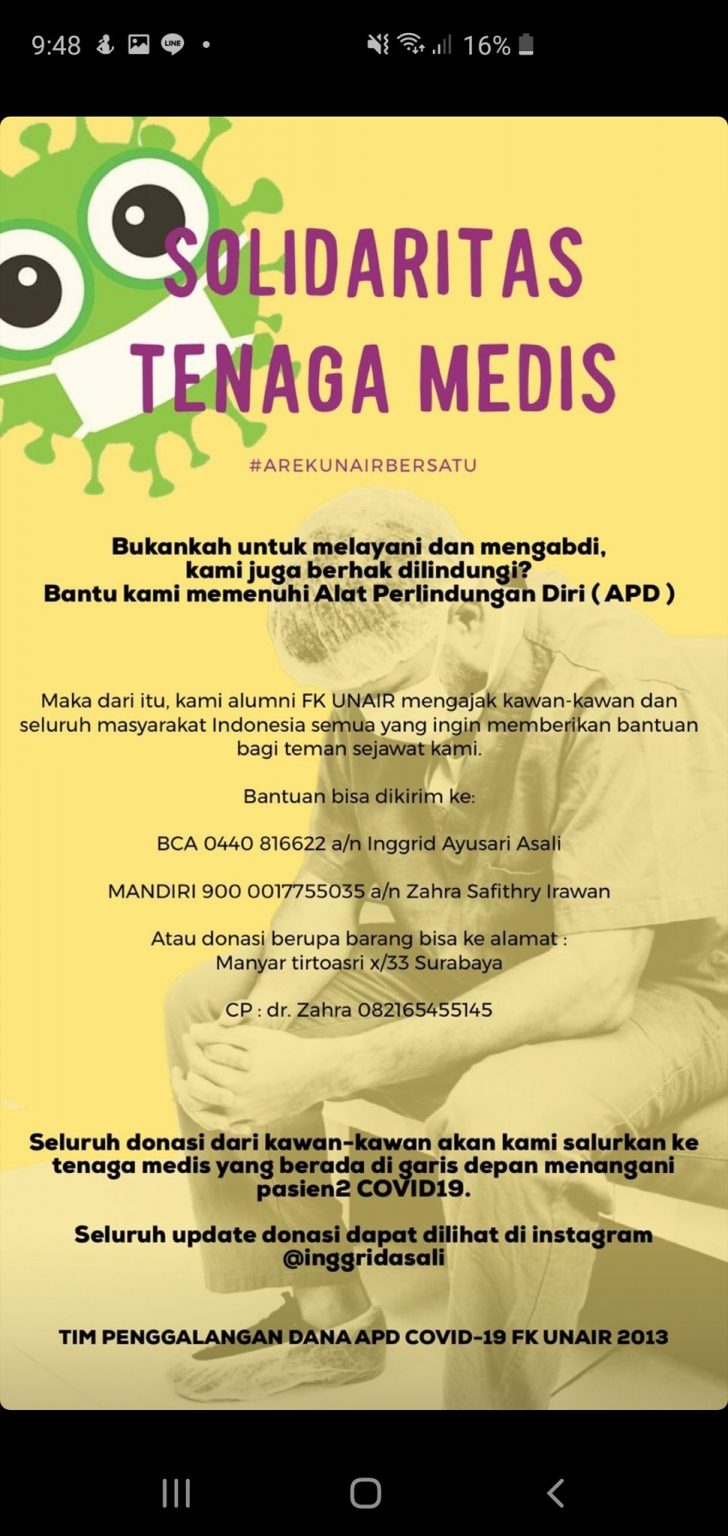 9:48
LINE
16%
SOLIDARITAS
TENAGA MEDIS
#AREKUNAIRBERSATU
Bukankah untuk melayani dan mengabdi,
kami juga berhak dilindungi?
Bantu kami memenuhi Alat Perlindungan Diri ( APD )
Maka dari itu, kami alumni FK UNAIR mengajak kawan-kawan dan
seluruh masyarakat Indonesia semua yang ingin memberikan bantuan
bagi teman sejawat kami.
Bantuan bisa dikirim ke:
BCA 0440 816622 a/n Inggrid Ayusari Asali
MANDIRI 900 0017755035 a/n Zahra Safithry Irawan
Atau donasi berupa barang bisa ke alamat :
Manyar tirtoasri x/33 Surabaya
CP : dr. Zahra 082165455145
Seluruh donasi dari kawan-kawan akan kami salurkan ke
tenaga medis yang berada di garis depan menangani
pasien2 COVID19.
Seluruh update donasi dapat dilihat di instagram
@inggridasali
TIM PENGGALANGAN DANA APD COVID-19 FK UNAIR 2013